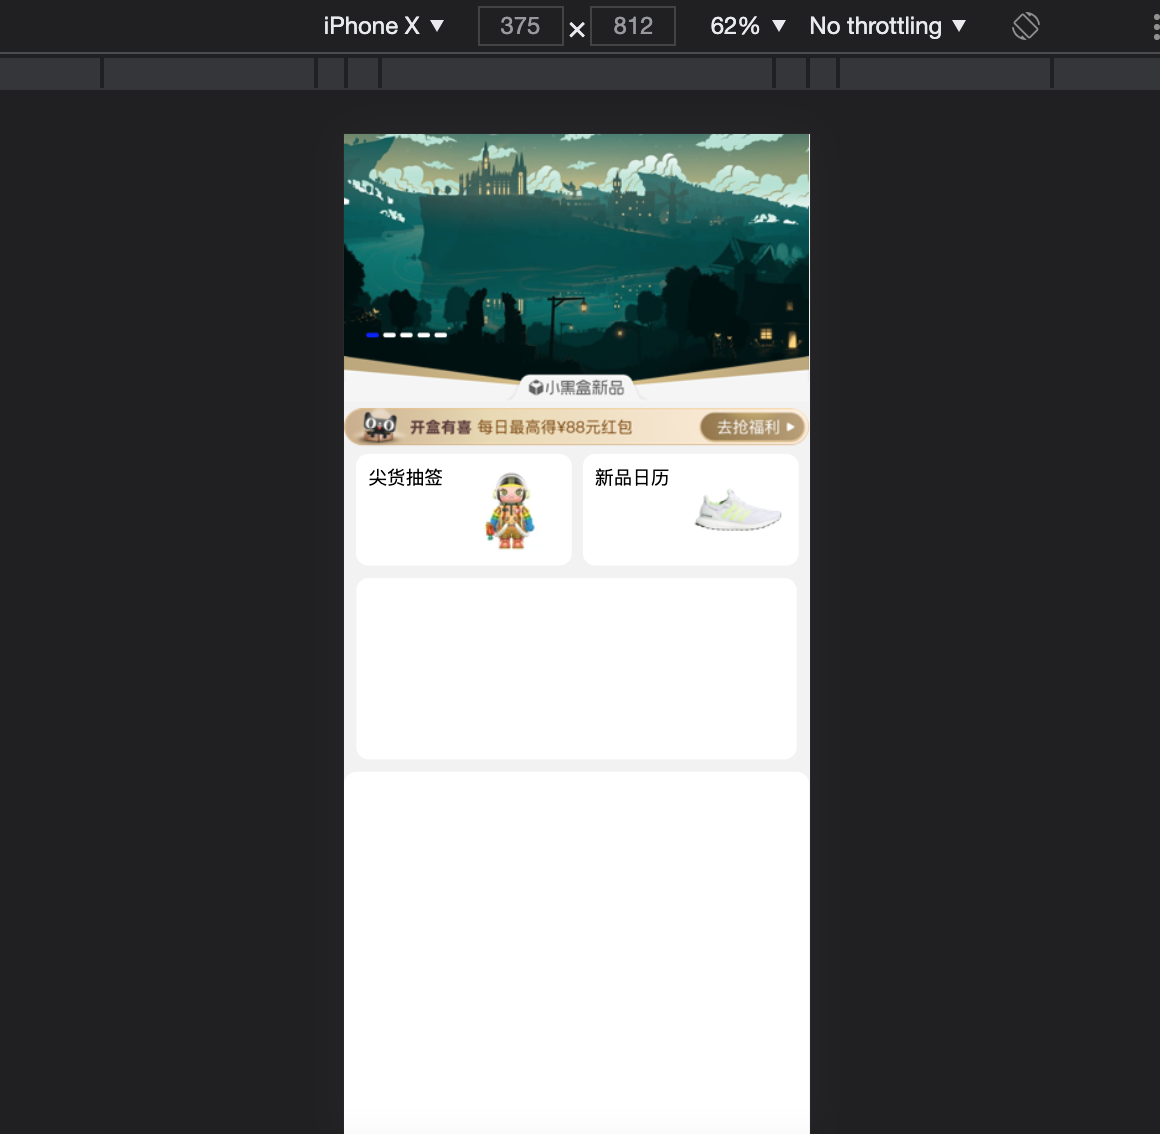 iPhone X ▼ 375 × 812 62% ▼ No throttling ▼
小黑盒新品
开盒有喜 每日最高得¥88元红包 去抢福利
尖货抽签
新品日历